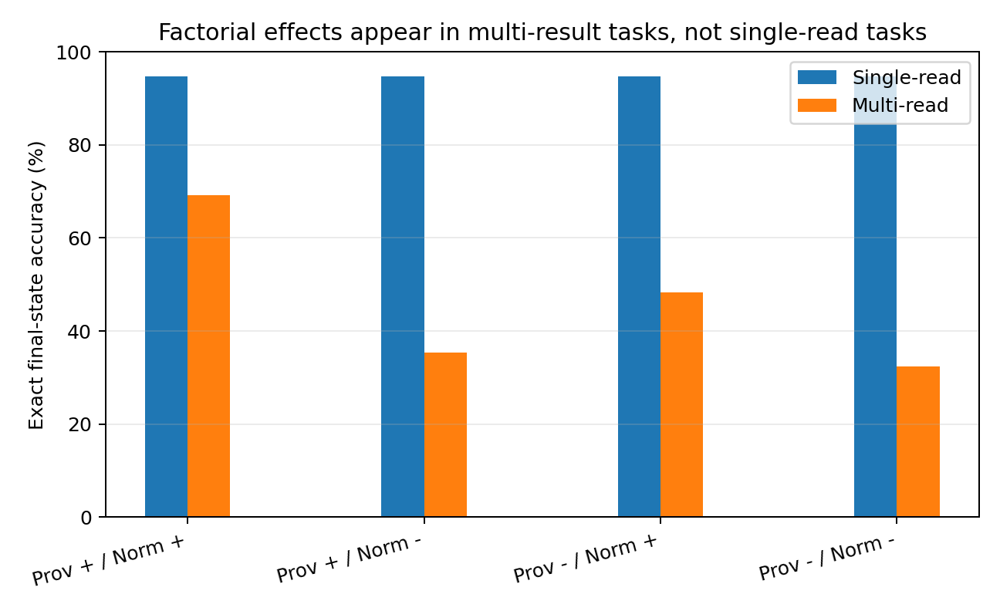 Factorial effects appear in multi-result tasks, not single-read tasks
Exact final-state accuracy (%)
100
80
60
40
20
0
Single-read
Multi-read
Prov + / Norm +
Prov + / Norm -
Prov - / Norm +
Prov - / Norm -